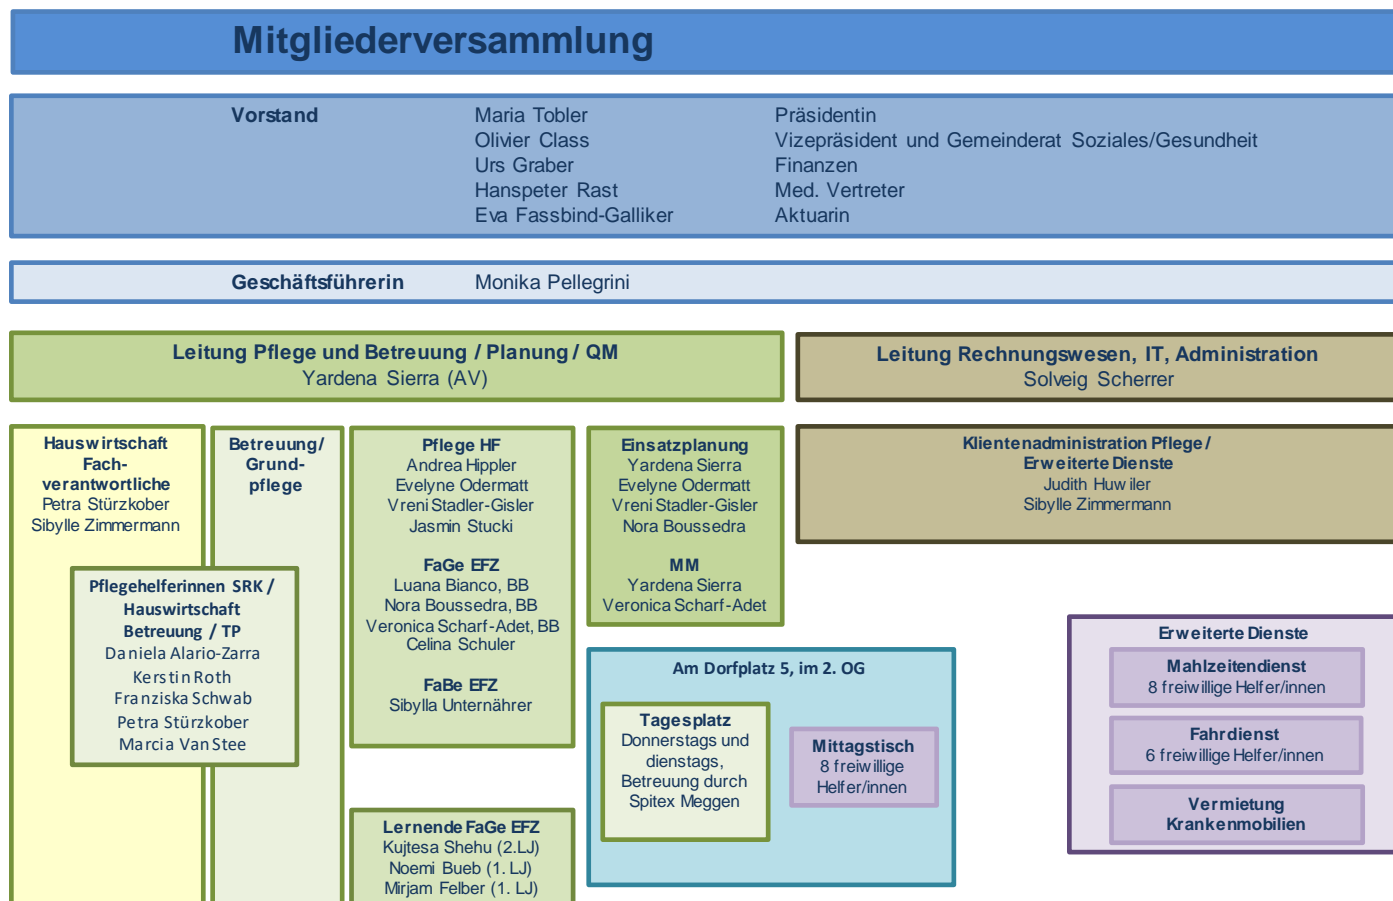 Mitgliederversammlung
Vorstand Maria Tobler Präsidentin
Olivier Class Vizepräsident und Gemeinderat Soziales/Gesundheit
Urs Graber Finanzen
Hanspeter Rast Med. Vertreter
Eva Fassbind-Galliker Aktuarin
Geschäftsführerin Monika Pellegrini
Leitung Pflege und Betreuung / Planung / QM
Yardena Sierra (AV)
Leitung Rechnungswesen, IT, Administration
Solveig Scherrer
Hauswirtschaft
Fach-
verantwortliche
Petra Stürzkober
Sibylle Zimmermann
Betreuung/
Grund-
pflege
Pflegehelferinnen SRK /
Hauswirtschaft
Betreuung / TP
Daniela Alario-Zarra
Kerstin Roth
Franziska Schwab
Petra Stürzkober
Marcia Van Stee
Pflege HF
Andrea Hippler
Evelyne Odermatt
Vreni Stadler-Gisler
Jasmin Stucki
FaGe EFZ
Luana Bianco, BB
Nora Boussedra, BB
Veronica Scharf-Adet, BB
Celina Schuler
FaBe EFZ
Sibylla Unternährer
Lernende FaGe EFZ
Kujtesa Shehu (2.LJ)
Noemi Bueb (1. LJ)
Mirjam Felber (1. LJ)
Einsatzplanung
Yardena Sierra
Evelyne Odermatt
Vreni Stadler-Gisler
Nora Boussedra
MM
Yardena Sierra
Veronica Scharf-Adet
Klientenadministration Pflege /
Erweiterte Dienste
Judith Huwiler
Sibylle Zimmermann
Am Dorfplatz 5, im 2. OG
Tagesplatz
Donnerstags und
dienstags,
Betreuung durch
Spitex Meggen
Mittagstisch
8 freiwillige
Helfer/innen
Erweiterte Dienste
Mahlzeitendienst
8 freiwillige Helfer/innen
Fahrdienst
6 freiwillige Helfer/innen
Vermietung
Krankenmobilien